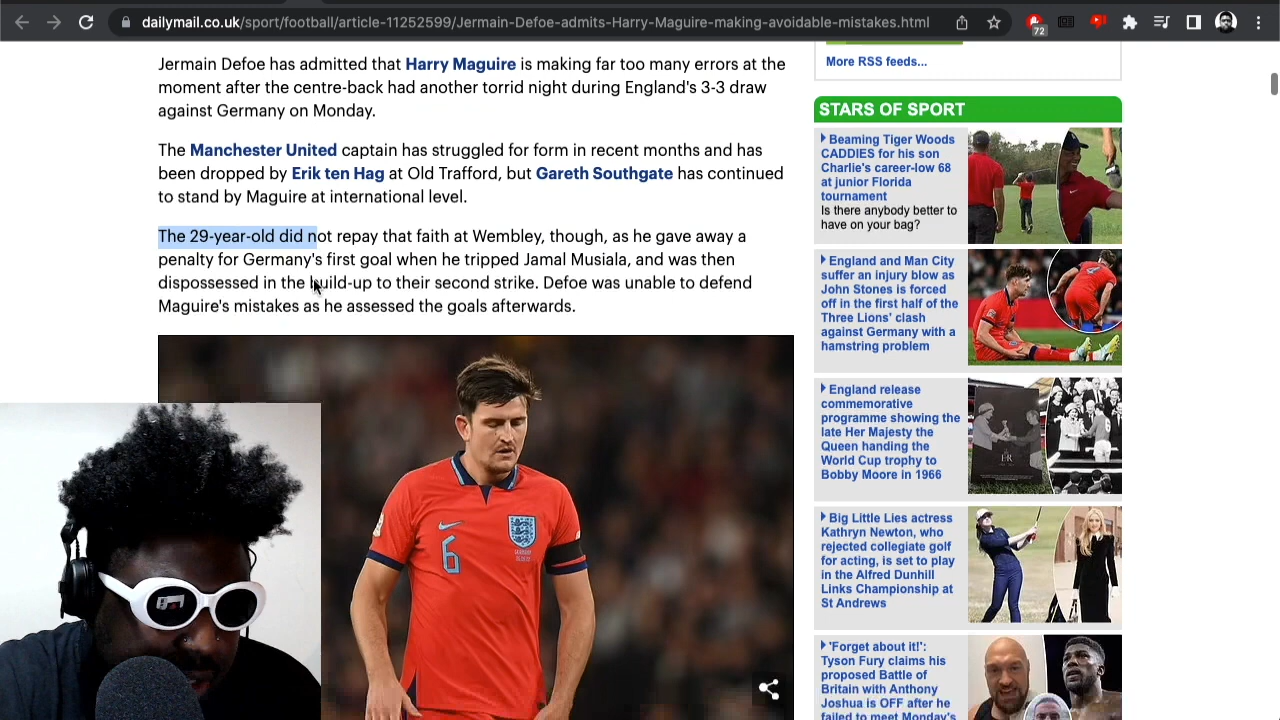 dailymail.co.uk/sport/football/article-11252599/Jermain-Defoe-admits-Harry-Maguire-making-avoidable-mistakes.html
72
Jermain Defoe has admitted that Harry Maguire is making far too many errors at the
moment after the centre-back had another torrid night during England's 3-3 draw
against Germany on Monday.
The Manchester United captain has struggled for form in recent months and has
been dropped by Erik ten Hag at Old Trafford, but Gareth Southgate has continued
to stand by Maguire at international level.
The 29-year-old did not repay that faith at Wembley, though, as he gave away a
penalty for Germany's first goal when he tripped Jamal Musiala, and was then
dispossessed in the build-up to their second strike. Defoe was unable to defend
Maguire's mistakes as he assessed the goals afterwards.
6
More RSS feeds...
STARS OF SPORT
Beaming Tiger Woods
CADDIES for his son
Charlie's career-low 68
at junior Florida
tournament
Is there anybody better to
have on your bag?
England and Man City
suffer an injury blow as
John Stones is forced
off in the first half of the
Three Lions' clash
against Germany with a
hamstring problem
England release
commemorative
programme showing the
late Her Majesty the
Queen handing the
World Cup trophy to
Bobby Moore in 1966
Big Little Lies actress
Kathryn Newton, who
rejected collegiate golf
for acting, is set to play
in the Alfred Dunhill
Links Championship at
St Andrews
'Forget about it!':
Tyson Fury claims his
proposed Battle of
Britain with Anthony
Joshua is OFF after he
failed to meet Monday's